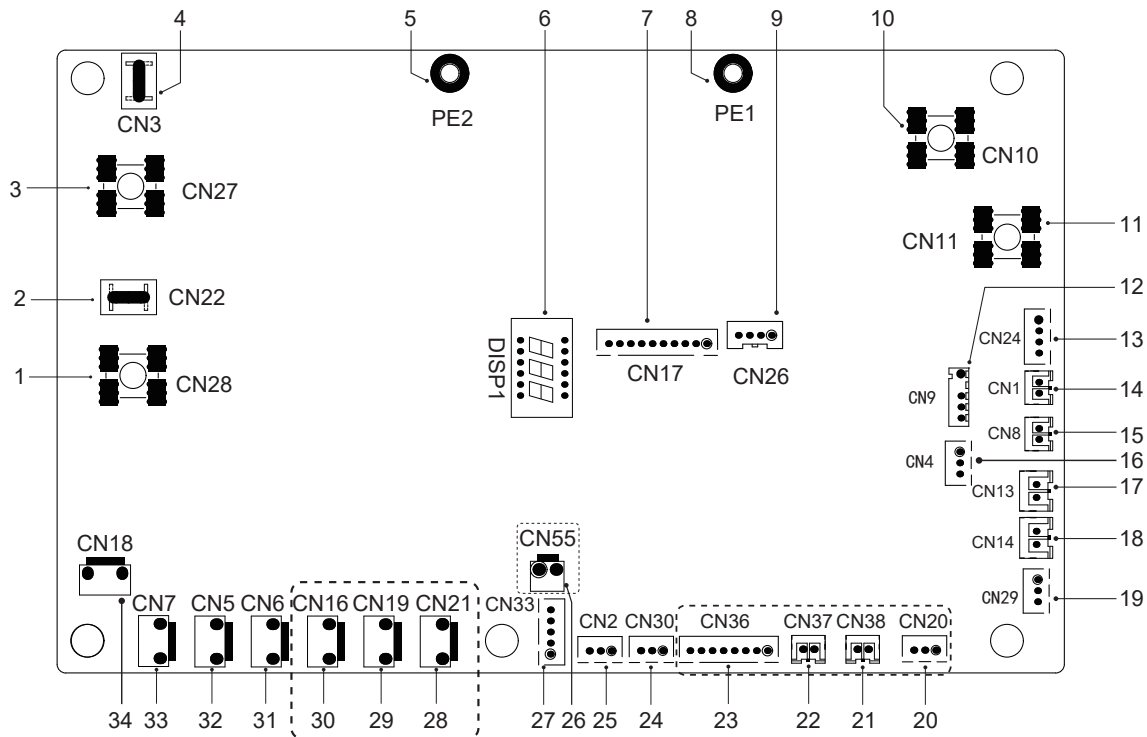 4 5 6 7 8 9 10
CN3 PE2 PE1
CN10
3 CN27
CN11 11
2 CN22
12
CN24 13
DISP1 CN17 CN26
1 CN28
CN9 CN1 14
CN8 15
CN4 16
CN13 17
CN14 18
CN18 CN55
CN29 19
CN7 CN5 CN6 CN16 CN19 CN21 CN33 CN2 CN30 CN36 CN37 CN38 CN20
34 33 32 31 30 29 28 27 26 25 24 23 22 21 20